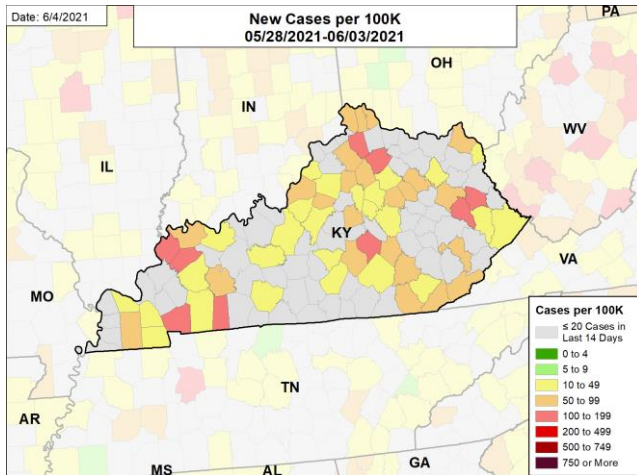 Date: 6/4/2021
New Cases per 100K
05/28/2021-06/03/2021
PA
OH
IN
WV
IL
KY
VA
MO
TN
AR
MS
AL
GA
Cases per 100K
≤ 20 Cases in
Last 14 Days
0 to 4
5 to 9
10 to 49
50 to 99
100 to 199
200 to 499
500 to 749
750 or More